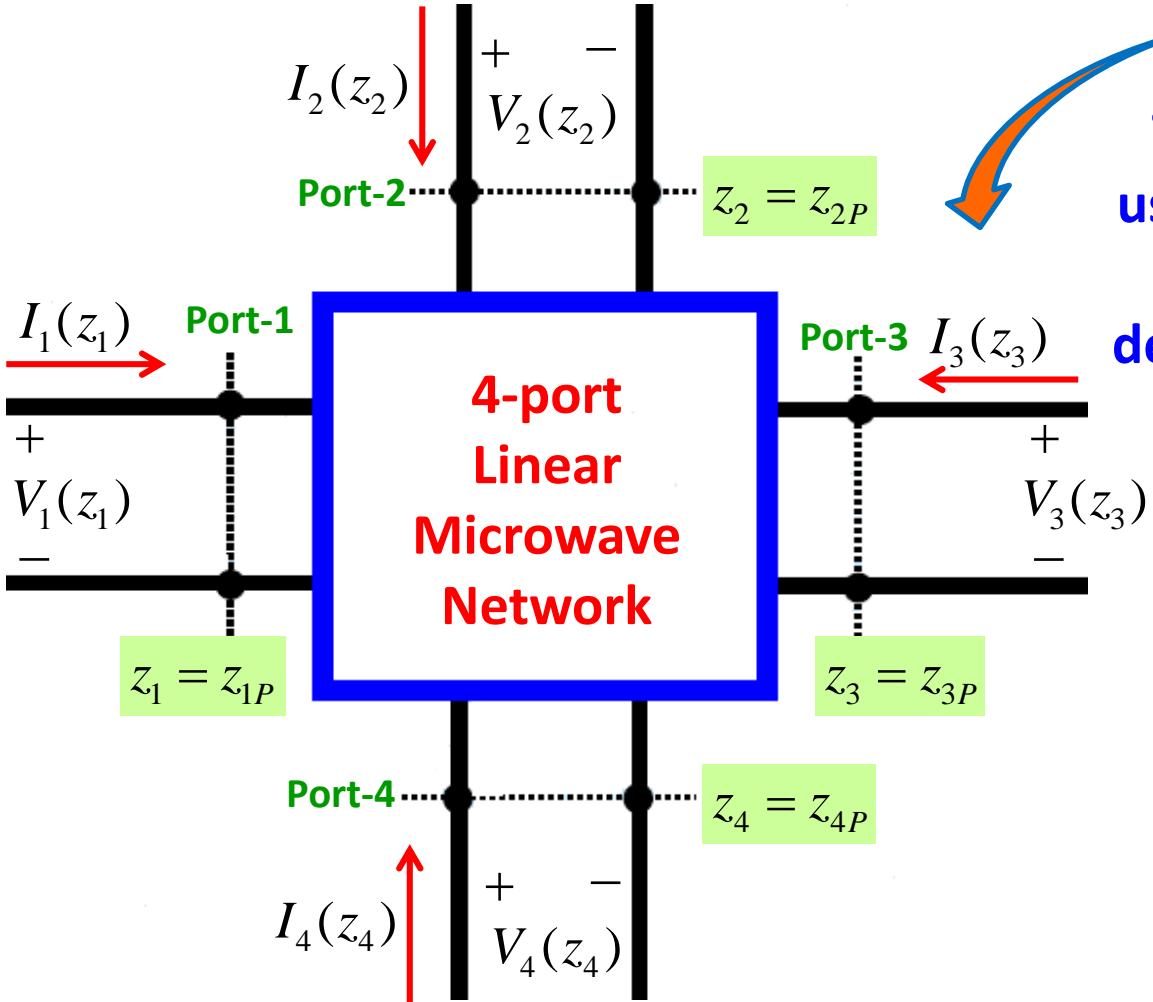 I₂(z₂)
+ −
V₂(z₂)
Port-2
z₂ = z₂P
us
de
I₁(z₁)
Port-1
+
V₁(z₁)
−
z₁ = z₁P
4-port
Linear
Microwave
Network
Port-3
I₃(z₃)
+
V₃(z₃)
−
z₃ = z₃P
Port-4
z₄ = z₄P
I₄(z₄)
+ −
V₄(z₄)